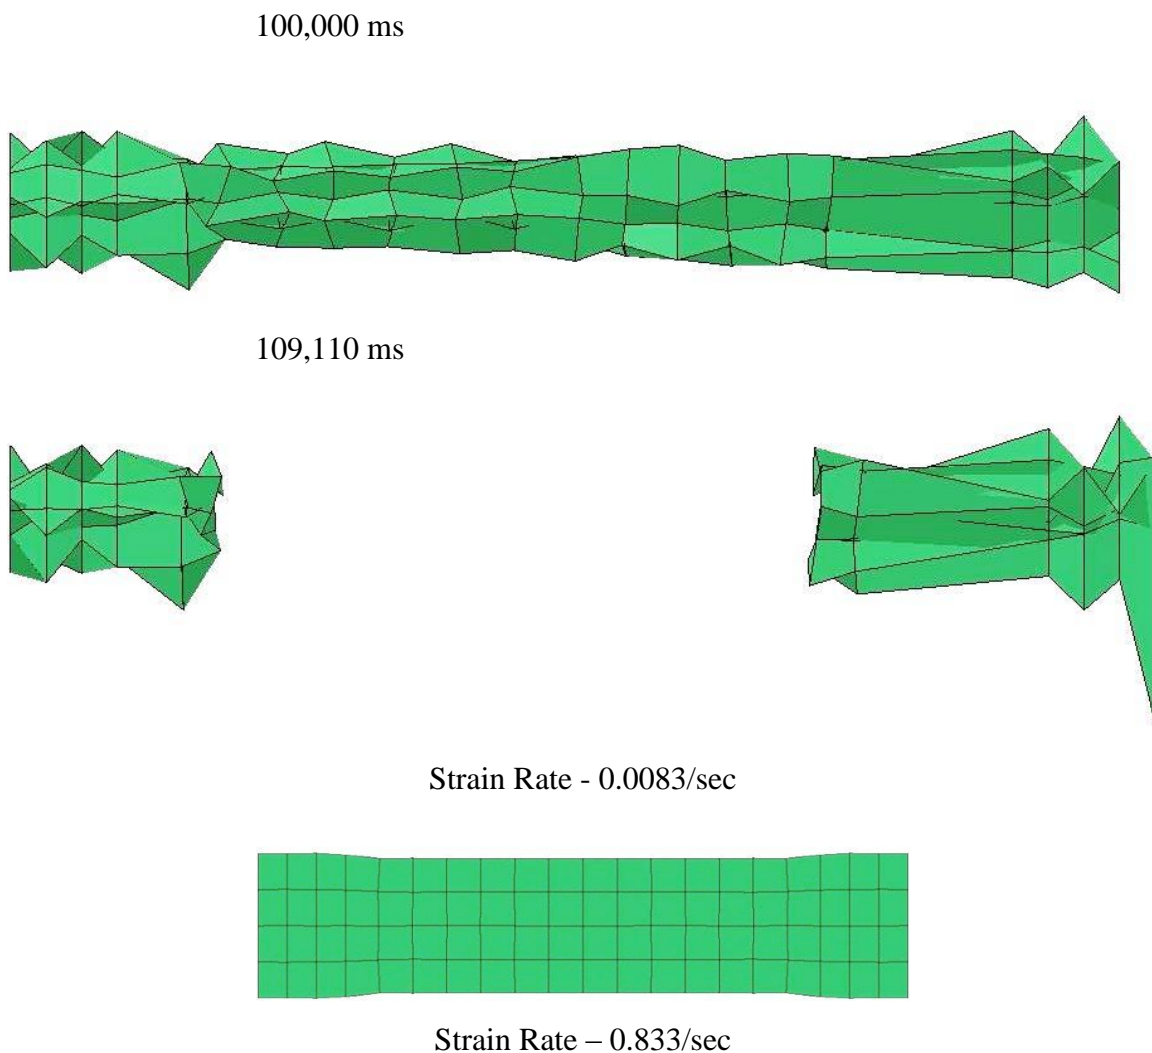 100,000 ms
109,110 ms
Strain Rate - 0.0083/sec
Strain Rate – 0.833/sec